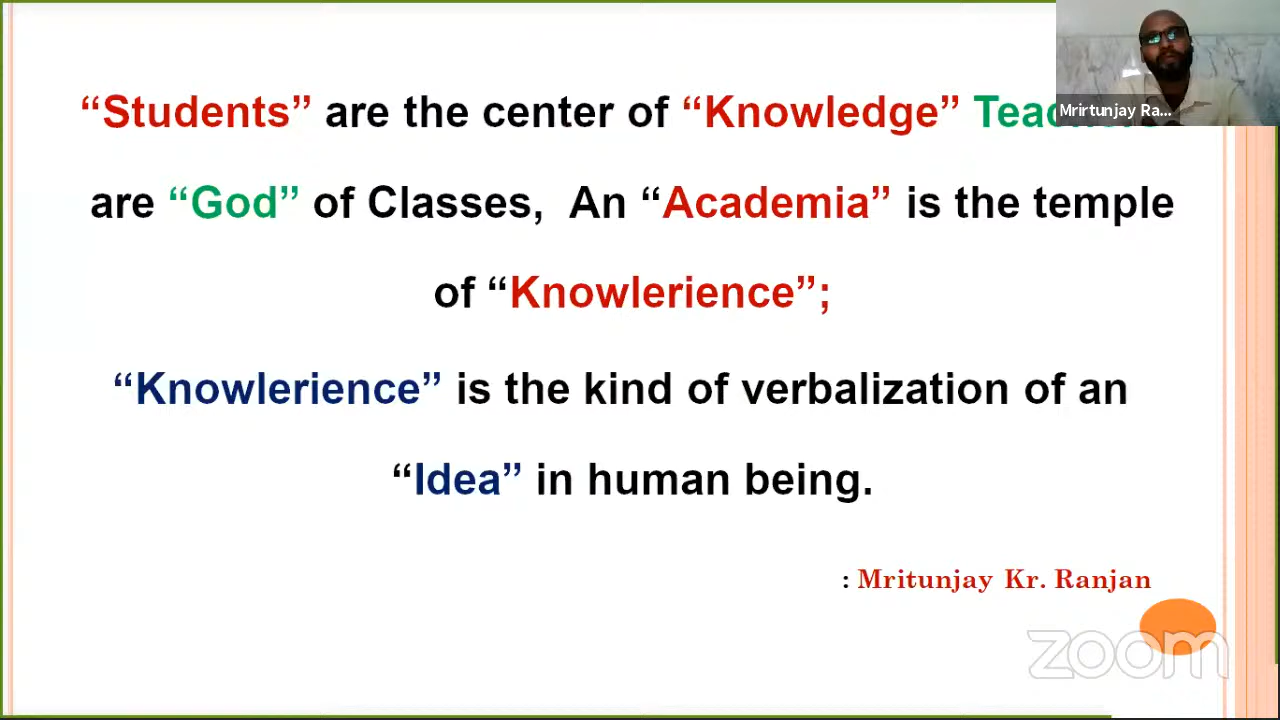 “Students” are the center of “Knowledge”
are “God” of Classes, An “Academia” is the temple
of “Knowlerience”;
“Knowlerience” is the kind of verbalization of an
“Idea” in human being.
: Mritunjay Kr. Ranjan
Mrirtunjay Ra...
zoom